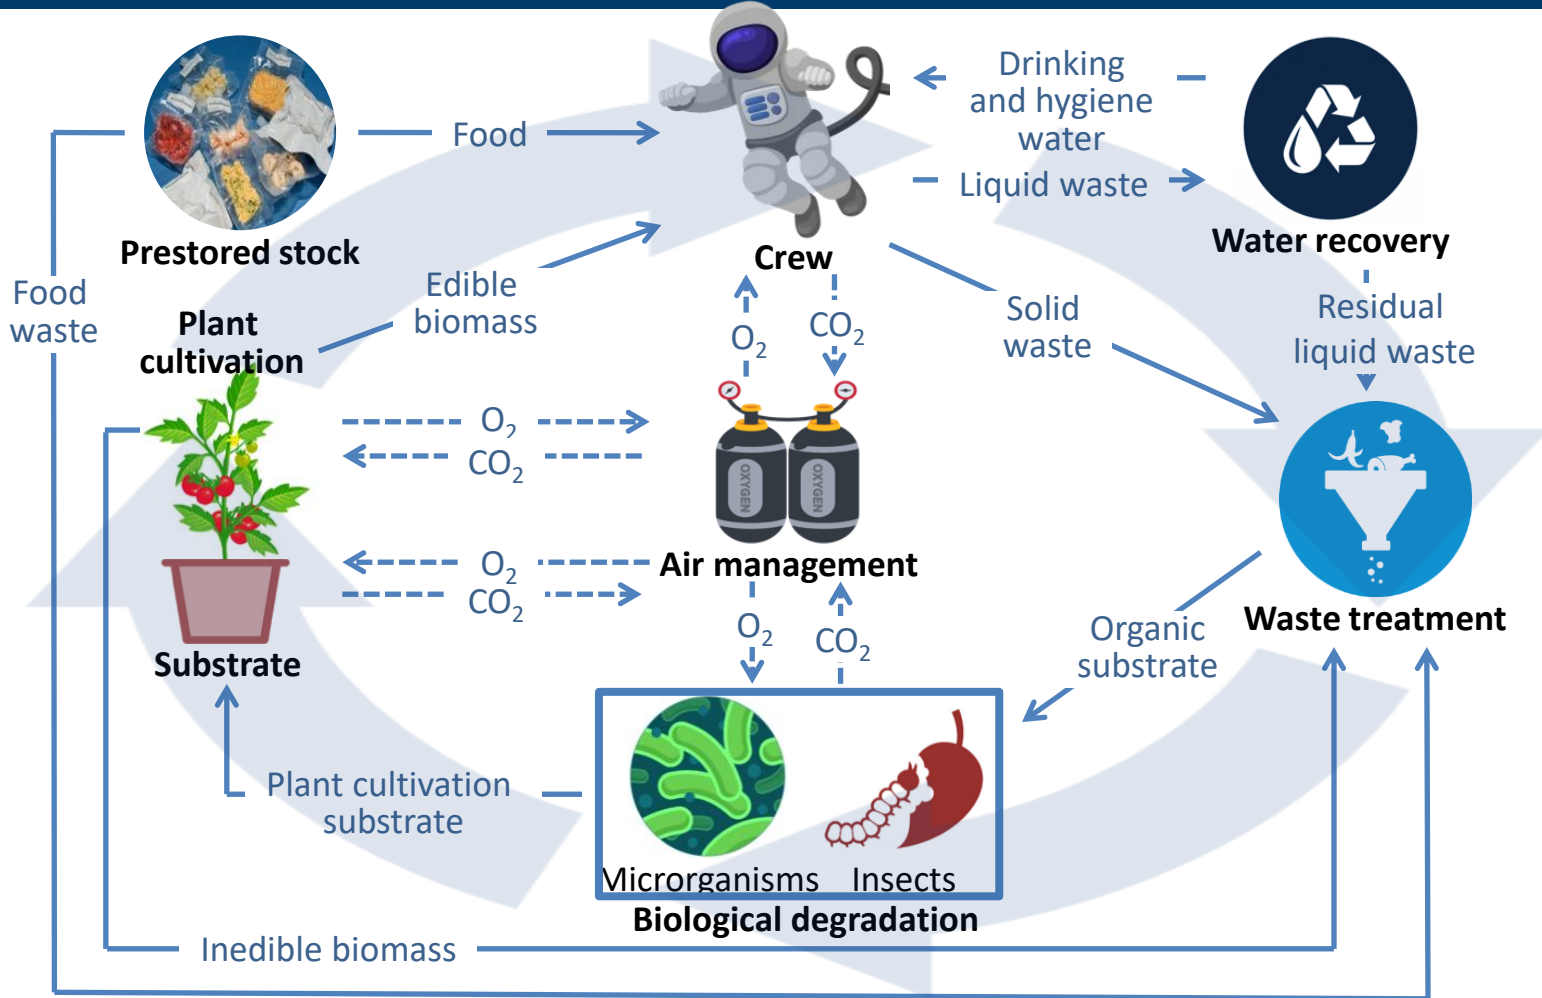 Drinking
and hygiene
water
Food
Liquid waste
Prestored stock
Crew
Water recovery
Food
waste
Edible
biomass
Plant
cultivation
O2
CO2
Solid
waste
Residual
liquid waste
O2
CO2
OXYGEN
OXYGEN
O2
CO2
Air management
Substrate
O2
CO2
Organic
substrate
Waste treatment
Plant cultivation
substrate
Microrganisms
Insects
Biological degradation
Inedible biomass